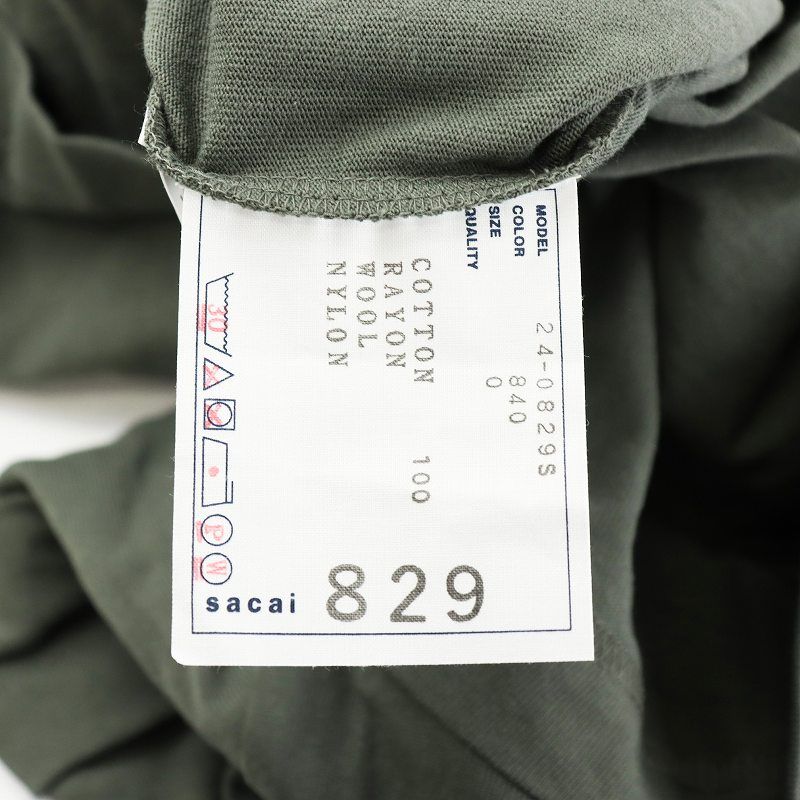 MODEL 24-0829S
COLOR 840
SIZE 0
QUALITY
COTTON 100
RAYON
WOOL
NYLON
30
P
W
sacai 829